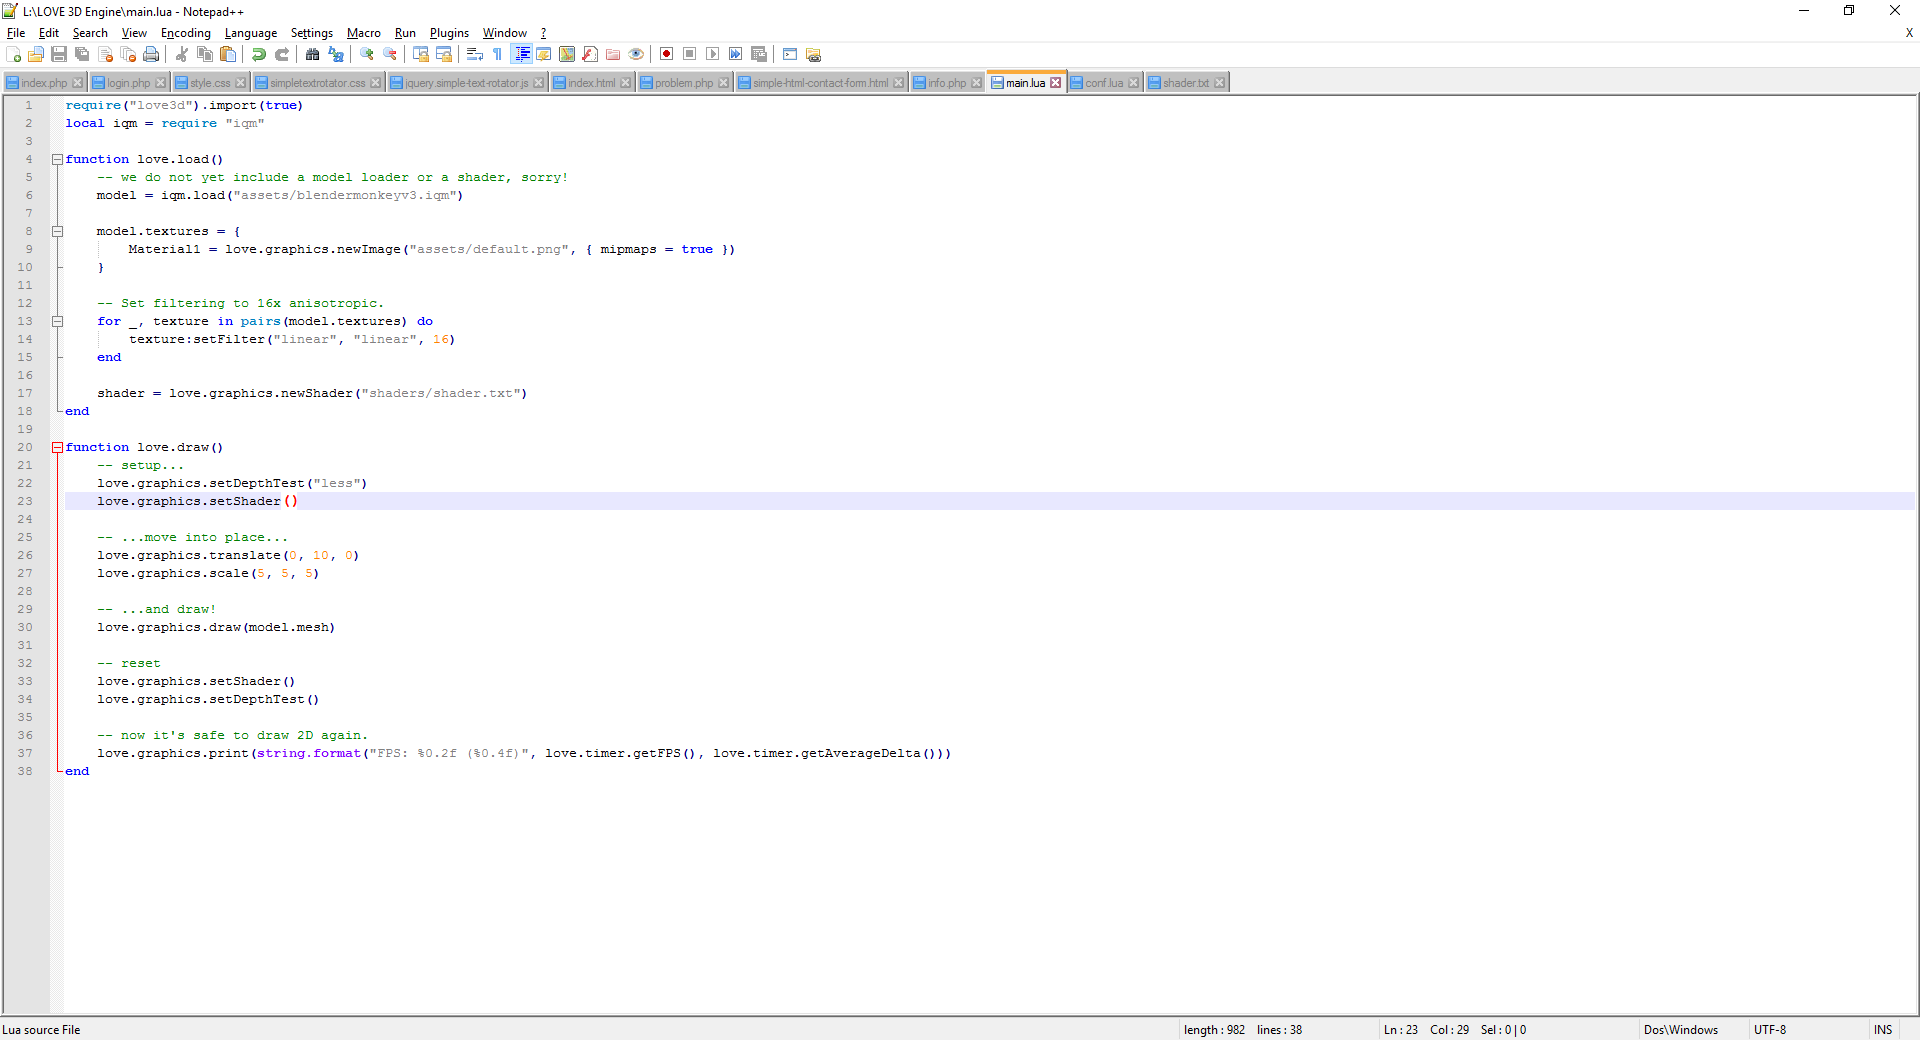 L:\LOVE 3D Engine\main.lua - Notepad++
File Edit Search View Encoding Language Settings Macro Run Plugins Window ? X
index.php login.php style.css simpletextrotator.css jquery.simple-text-rotator.js index.html problem.php simple-html-contact-form.html info.php main.lua conf.lua shader.txt
1 require("love3d").import(true)
2 local iqm = require "iqm"
3
4 function love.load()
5 -- we do not yet include a model loader or a shader, sorry!
6 model = iqm.load("assets/blendermonkeyv3.iqm")
7
8 model.textures = {
9 Material1 = love.graphics.newImage("assets/default.png", { mipmaps = true })
10 }
11
12 -- Set filtering to 16x anisotropic.
13 for _, texture in pairs(model.textures) do
14 texture:setFilter("linear", "linear", 16)
15 end
16
17 shader = love.graphics.newShader("shaders/shader.txt")
18 end
19
20 function love.draw()
21 -- setup...
22 love.graphics.setDepthTest("less")
23 love.graphics.setShader()
24
25 -- ...move into place...
26 love.graphics.translate(0, 10, 0)
27 love.graphics.scale(5, 5, 5)
28
29 -- ...and draw!
30 love.graphics.draw(model.mesh)
31
32 -- reset
33 love.graphics.setShader()
34 love.graphics.setDepthTest()
35
36 -- now it's safe to draw 2D again.
37 love.graphics.print(string.format("FPS: %0.2f (%0.4f)", love.timer.getFPS(), love.timer.getAverageDelta()))
38 end
Lua source File length : 982 lines : 38 Ln : 23 Col : 29 Sel : 0 | 0 Dos\Windows UTF-8 INS